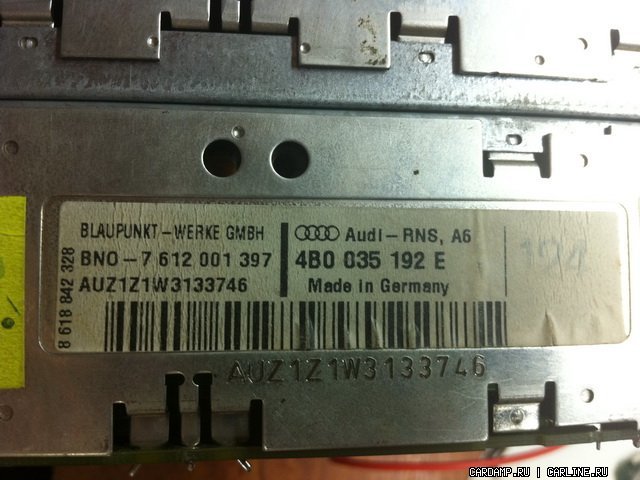 BLAUPUNKT-WERKE GMBH
BNO-7 612 001 397
AUZ1Z1W3133746
Audi-RNS, A6
4B0 035 192 E
Made in Germany
8 618 842 328
194
AUZ1Z1W3133746
CARDAMP.RU | CARLINE.RU